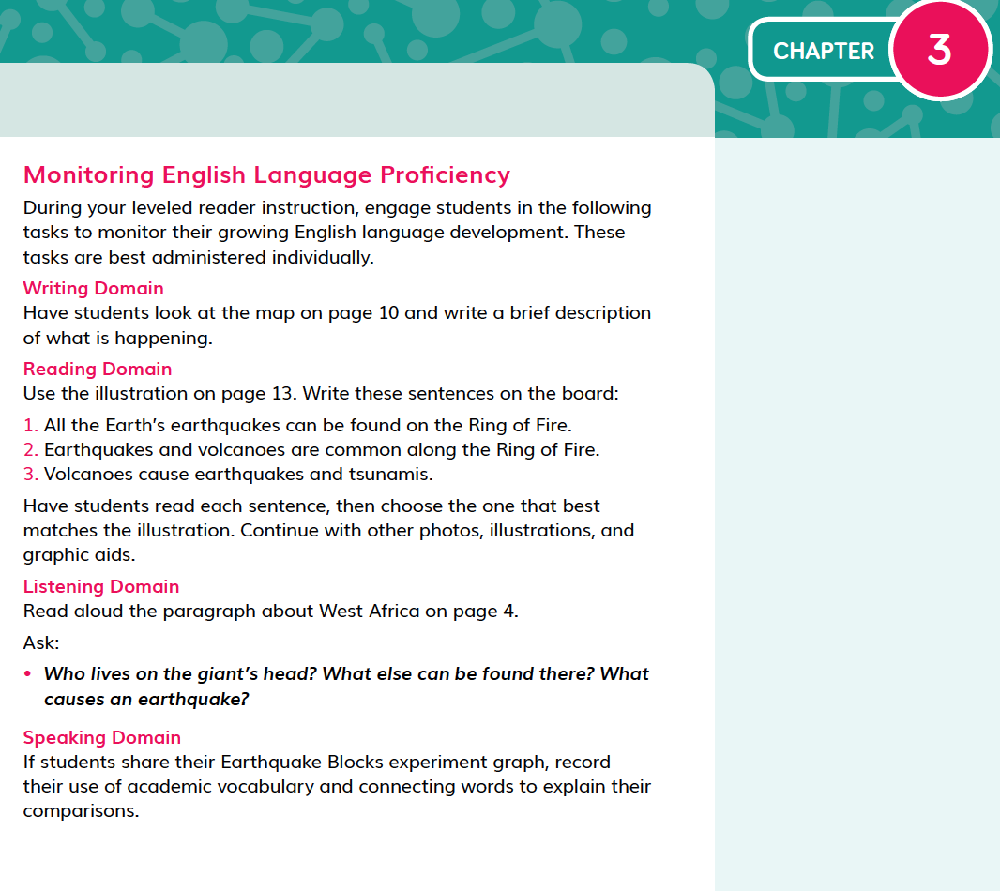 CHAPTER 3
Monitoring English Language Proficiency
During your leveled reader instruction, engage students in the following
tasks to monitor their growing English language development. These
tasks are best administered individually.
Writing Domain
Have students look at the map on page 10 and write a brief description
of what is happening.
Reading Domain
Use the illustration on page 13. Write these sentences on the board:
1. All the Earth’s earthquakes can be found on the Ring of Fire.
2. Earthquakes and volcanoes are common along the Ring of Fire.
3. Volcanoes cause earthquakes and tsunamis.
Have students read each sentence, then choose the one that best
matches the illustration. Continue with other photos, illustrations, and
graphic aids.
Listening Domain
Read aloud the paragraph about West Africa on page 4.
Ask:
• Who lives on the giant’s head? What else can be found there? What
causes an earthquake?
Speaking Domain
If students share their Earthquake Blocks experiment graph, record
their use of academic vocabulary and connecting words to explain their
comparisons.